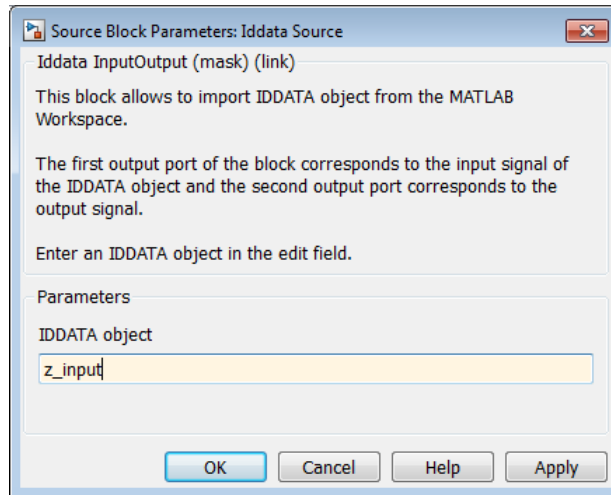 Source Block Parameters: Iddata Source
Iddata InputOutput (mask) (link)
This block allows to import IDDATA object from the MATLAB
Workspace.
The first output port of the block corresponds to the input signal of
the IDDATA object and the second output port corresponds to the
output signal.
Enter an IDDATA object in the edit field.
Parameters
IDDATA object
z_input
OK Cancel Help Apply